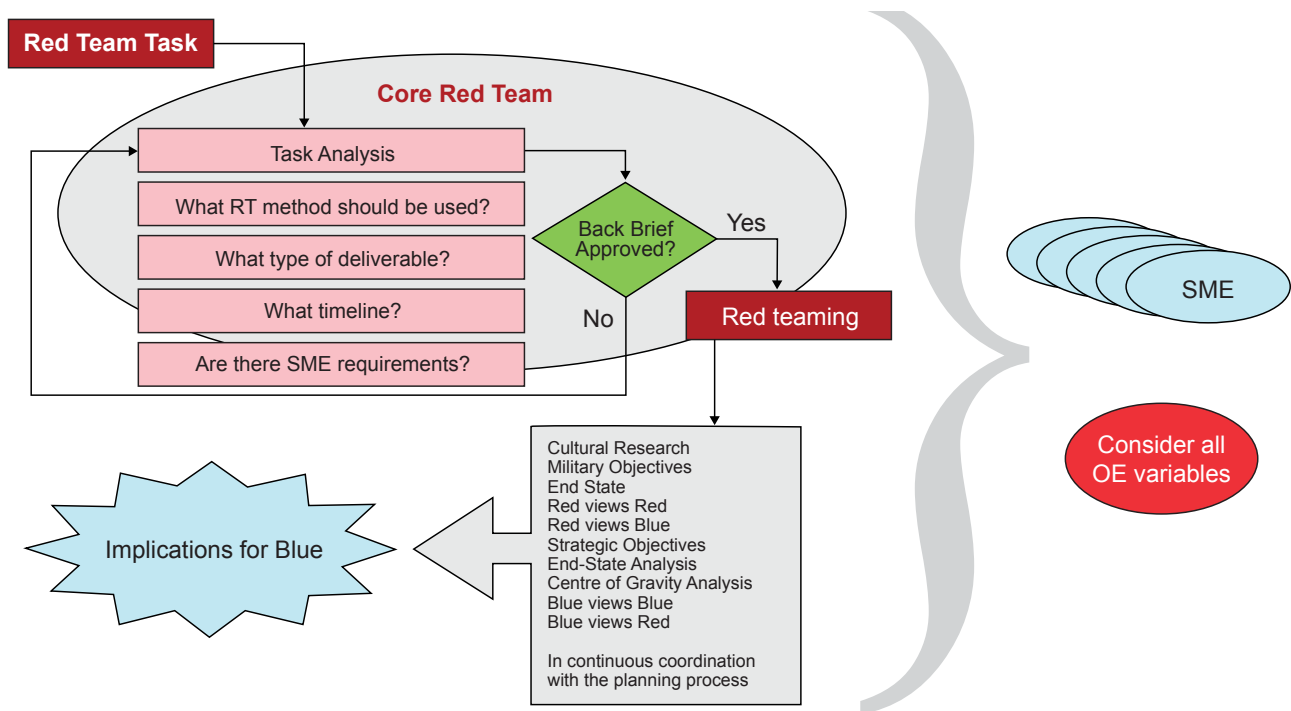 Red Team Task
Core Red Team
Task Analysis
What RT method should be used?
What type of deliverable?
What timeline?
Are there SME requirements?
Back Brief
Approved?
Yes
No
Red teaming
Cultural Research
Military Objectives
End State
Red views Red
Red views Blue
Strategic Objectives
End-State Analysis
Centre of Gravity Analysis
Blue views Blue
Blue views Red
In continuous coordination
with the planning process
Implications for Blue
SME
Consider all
OE variables